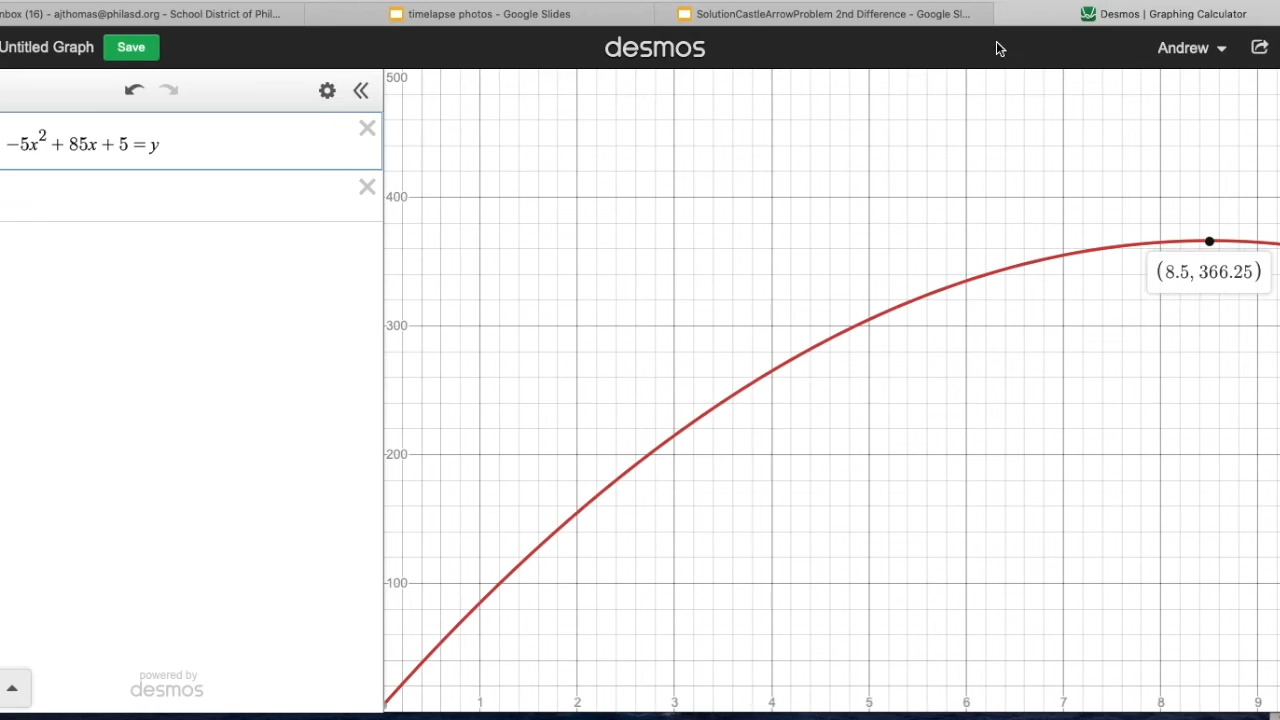 nbox (16) - ajthomas@philasd.org - School District of Phil...
timelapse photos - Google Slides
SolutionCastleArrowProblem 2nd Difference - Google Sl...
Desmos | Graphing Calculator
Untitled Graph
Save
desmos
Andrew
−5x² + 85x + 5 = y
500
400
300
200
100
(8.5, 366.25)
1 2 3 4 5 6 7 8 9
powered by
desmos